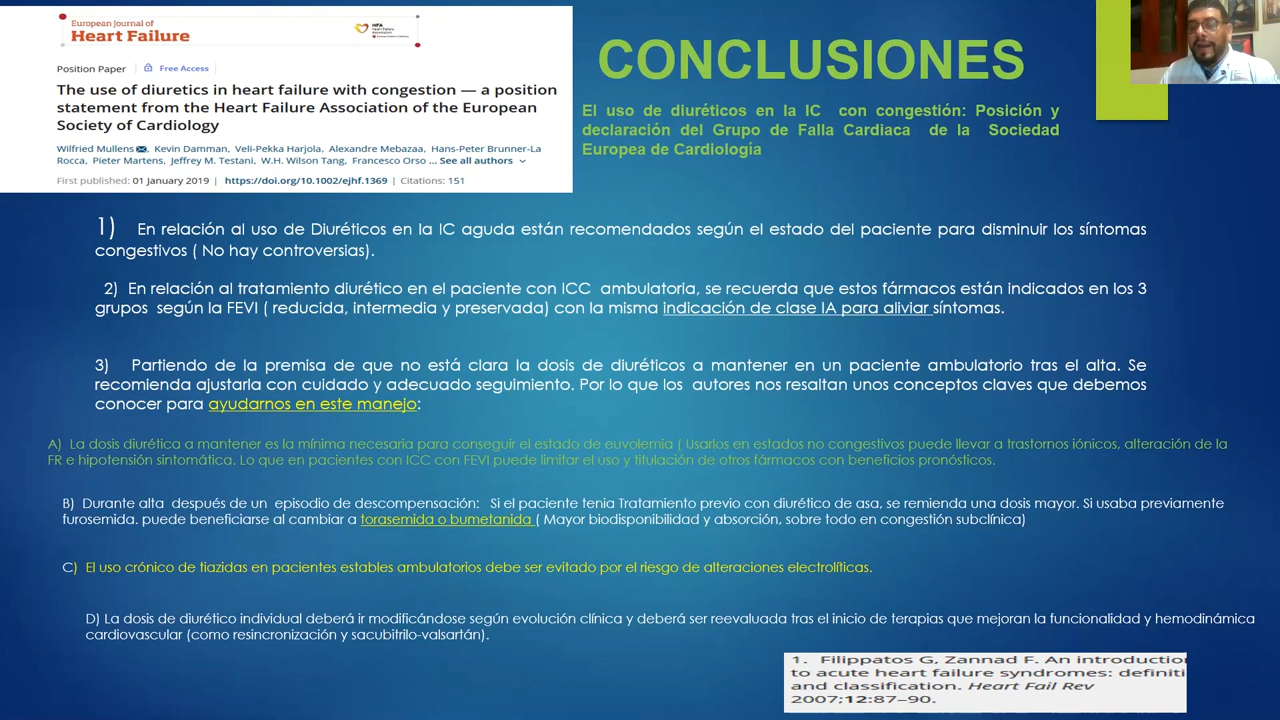 European Journal of
Heart Failure
HFA
Position Paper
Free Access
The use of diuretics in heart failure with congestion — a position
statement from the Heart Failure Association of the European
Society of Cardiology
Wilfried Mullens, Kevin Damman, Veli-Pekka Harjola, Alexandre Mebazaa, Hans-Peter Brunner-La
Rocca, Pieter Martens, Jeffrey M. Testani, W.H. Wilson Tang, Francesco Orso ... See all authors
First published: 01 January 2019 | https://doi.org/10.1002/ejhf.1369 | Citations: 151
CONCLUSIONES
El uso de diuréticos en la IC con congestión: Posición y
declaración del Grupo de Falla Cardiaca de la Sociedad
Europea de Cardiología
1) En relación al uso de Diuréticos en la IC aguda están recomendados según el estado del paciente para disminuir los síntomas
congestivos ( No hay controversias).
2) En relación al tratamiento diurético en el paciente con ICC ambulatoria, se recuerda que estos fármacos están indicados en los 3
grupos según la FEVI ( reducida, intermedia y preservada) con la misma indicación de clase IA para aliviar síntomas.
3) Partiendo de la premisa de que no está clara la dosis de diuréticos a mantener en un paciente ambulatorio tras el alta. Se
recomienda ajustarla con cuidado y adecuado seguimiento. Por lo que los autores nos resaltan unos conceptos claves que debemos
conocer para ayudarnos en este manejo:
A) La dosis diurética a mantener es la mínima necesaria para conseguir el estado de euvolemia ( Usarlos en estados no congestivos puede llevar a trastornos iónicos, alteración de la
FR e hipotensión sintomática. Lo que en pacientes con ICC con FEVI puede limitar el uso y titulación de otros fármacos con beneficios pronósticos.
B) Durante alta después de un episodio de descompensación: Si el paciente tenia Tratamiento previo con diurético de asa, se remienda una dosis mayor. Si usaba previamente
furosemida. puede beneficiarse al cambiar a torasemida o bumetanida ( Mayor biodisponibilidad y absorción, sobre todo en congestión subclínica)
C) El uso crónico de tiazidas en pacientes estables ambulatorios debe ser evitado por el riesgo de alteraciones electrolíticas.
D) La dosis de diurético individual deberá ir modificándose según evolución clínica y deberá ser reevaluada tras el inicio de terapias que mejoran la funcionalidad y hemodinámica
cardiovascular (como resincronización y sacubitrilo-valsartán).
1. Filippatos G, Zannad F. An introduction
to acute heart failure syndromes: definiti
and classification. Heart Fail Rev
2007;12:87–90.